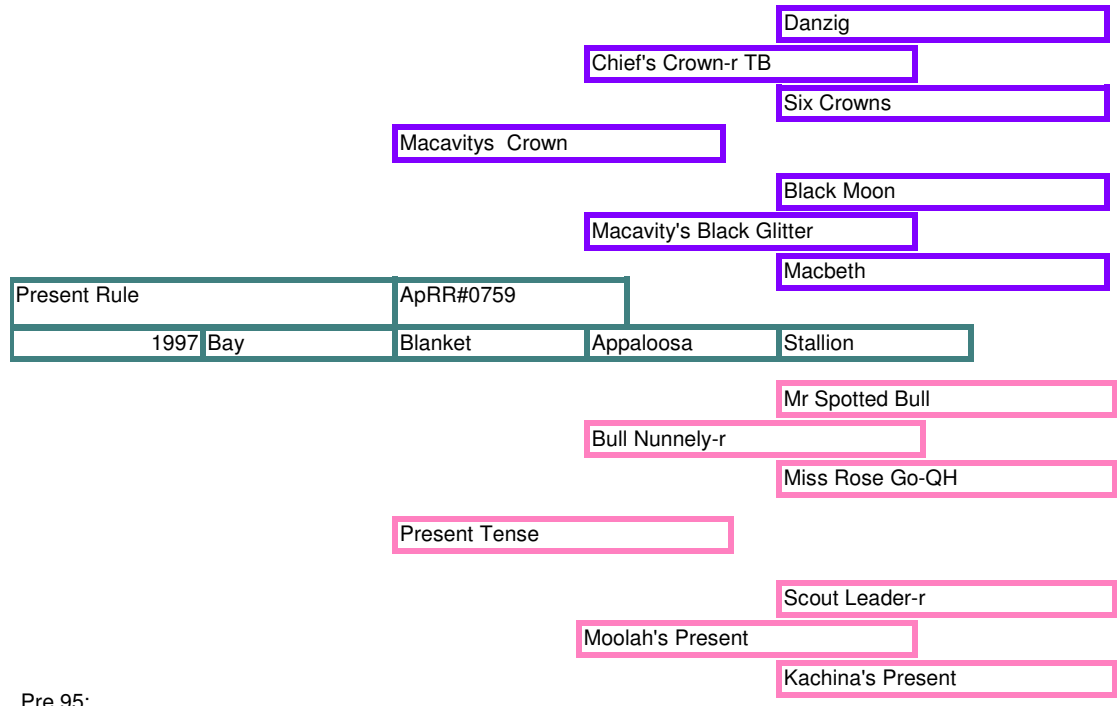 Danzig
Chief's Crown-r TB
Six Crowns
Macavitys  Crown
Black Moon
Macavity's Black Glitter
Macbeth
Present Rule ApRR#0759
1997 Bay Blanket Appaloosa Stallion
Mr Spotted Bull
Bull Nunnely-r
Miss Rose Go-QH
Present Tense
Scout Leader-r
Moolah's Present
Kachina's Present
Pre 95: